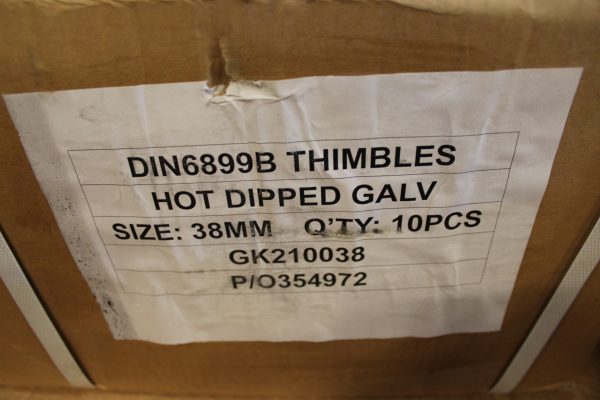 DIN6899B THIMBLES
HOT DIPPED GALV
SIZE: 38MM Q'TY: 10PCS
GK210038
P/O354972